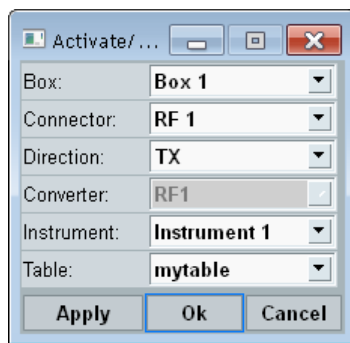 Activate/ ...
Box: Box 1
Connector: RF 1
Direction: TX
Converter: RF1
Instrument: Instrument 1
Table: mytable
Apply Ok Cancel